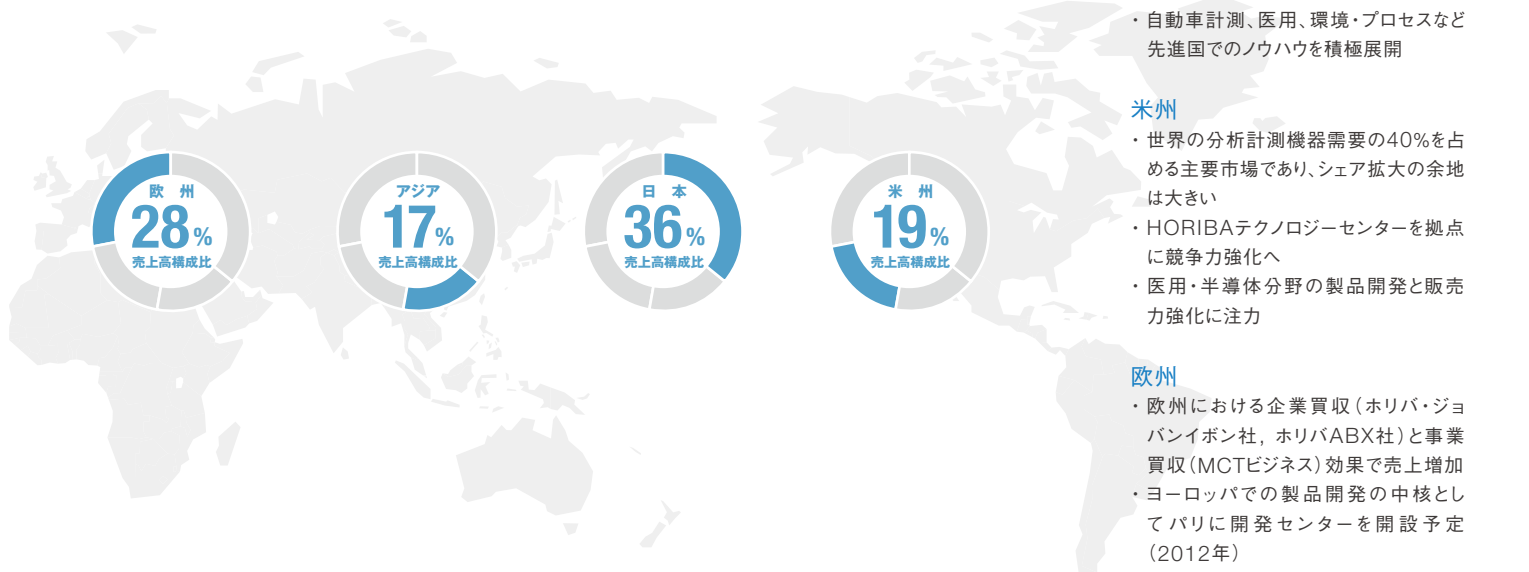 欧 州
28%
売上高構成比
アジア
17%
売上高構成比
日 本
36%
売上高構成比
米 州
19%
売上高構成比
・自動車計測、医用、環境・プロセスなど
先進国でのノウハウを積極展開
米州
・世界の分析計測機器需要の40%を占
める主要市場であり、シェア拡大の余地
は大きい
・HORIBAテクノロジーセンターを拠点
に競争力強化へ
・医用・半導体分野の製品開発と販売
力強化に注力
欧州
・欧州における企業買収（ホリバ・ジョ
バンイボン社, ホリバABX社）と事業
買収（MCTビジネス）効果で売上増加
・ヨーロッパでの製品開発の中核とし
てパリに開発センターを開設予定
（2012年）